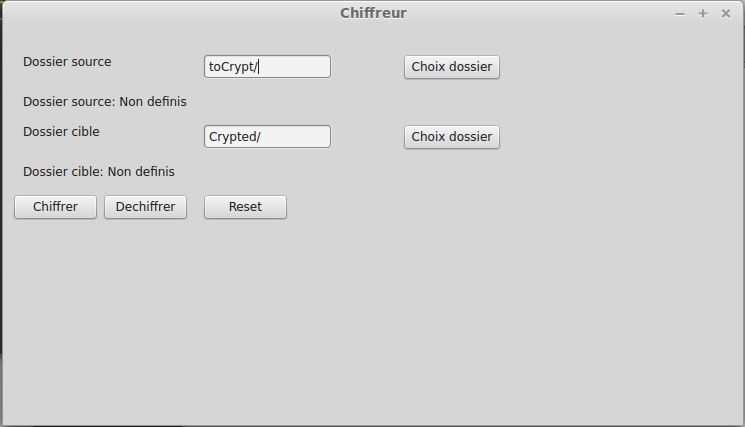 Chiffreur
Dossier source toCrypt/ Choix dossier
Dossier source: Non definis
Dossier cible Crypted/ Choix dossier
Dossier cible: Non definis
Chiffrer Dechiffrer Reset